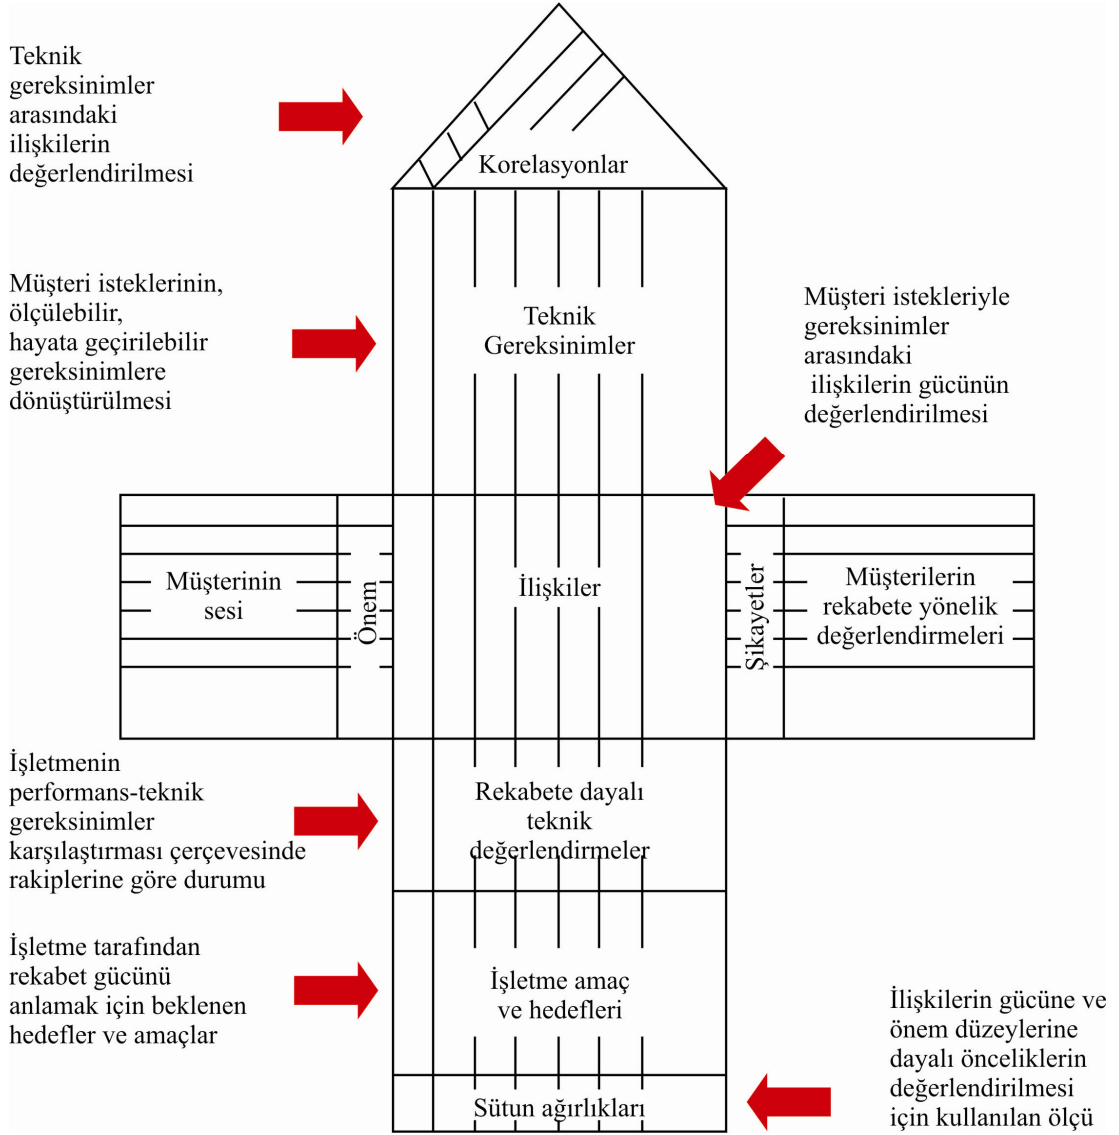 Teknik
gereksinimler
arasındaki
ilişkilerin
değerlendirilmesi
Korelasyonlar
Müşteri isteklerinin,
ölçülebilir,
hayata geçirilebilir
gereksinimlere
dönüştürülmesi
Teknik
Gereksinimler
Müşteri istekleriyle
gereksinimler
arasındaki
ilişkilerin gücünün
değerlendirilmesi
Müşterinin
sesi
Önem
İlişkiler
Şikayetler
Müşterilerin
rekabete yönelik
değerlendirmeleri
İşletmenin
performans-teknik
gereksinimler
karşılaştırması çerçevesinde
rakiplerine göre durumu
Rekabete dayalı
teknik
değerlendirmeler
İşletme tarafından
rekabet gücünü
anlamak için beklenen
hedefler ve amaçlar
İşletme amaç
ve hedefleri
Sütun ağırlıkları
İlişkilerin gücüne ve
önem düzeylerine
dayalı önceliklerin
değerlendirilmesi
için kullanılan ölçü